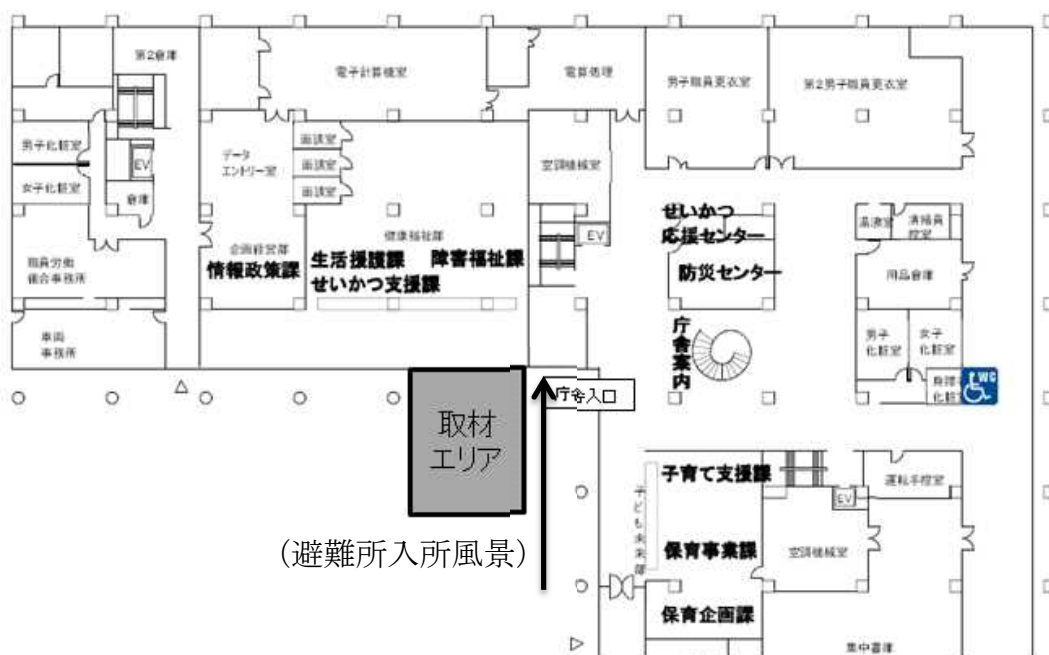 第2倉庫
電子計算機室
電算処理
男子職員更衣室
第2男子職員更衣室
男子化粧室
EV
女子化粧室
倉庫
データ
エントリー室
面談室
面談室
面談室
空調機械室
EV
せいかつ
応援センター
防災センター
湯沸室
清掃員
控室
用品倉庫
職員労働
組合事務所
企画経営部
情報政策課
健康福祉部
生活援護課
障害福祉課
せいかつ支援課
車両
事務所
庁舎案内
男子
化粧室
女子
化粧室
WC
庁舎入口
取材
エリア
(避難所入所風景)
子ども未来部
子育て支援課
保育事業課
保育企画課
EV
空調機械室
運転手控室
集中書庫